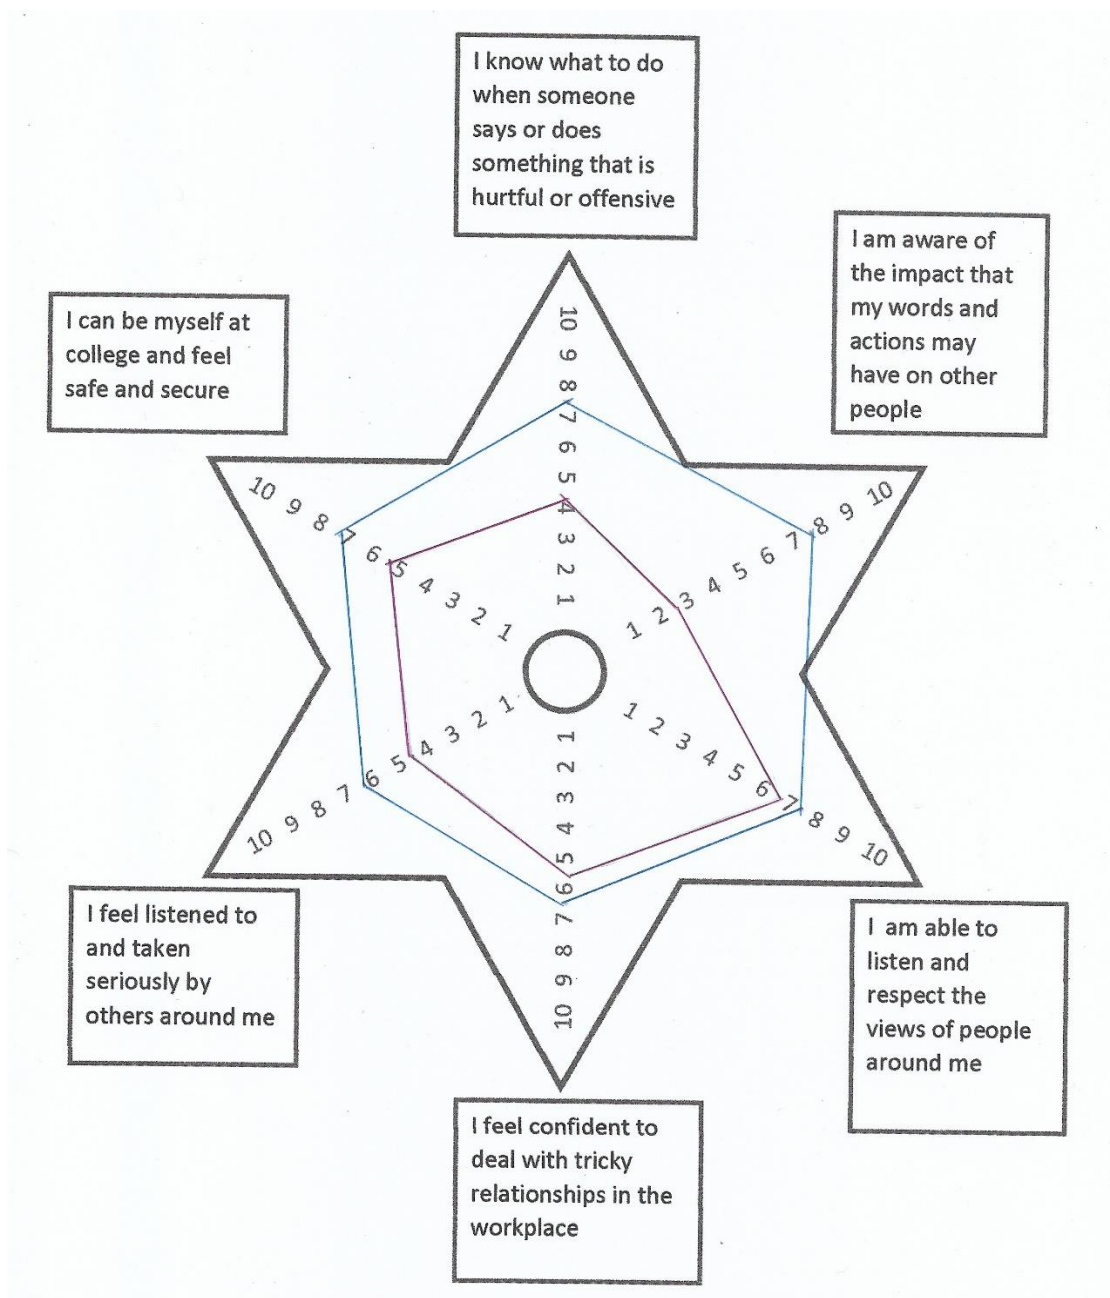 I know what to do
when someone
says or does
something that is
hurtful or offensive
I am aware of
the impact that
my words and
actions may
have on other
people
I can be myself at
college and feel
safe and secure
10 9 8 7 6 5 4 3 2 1
10 9 8 7 6 5 4 3 2 1
1 2 3 4 5 6 7 8 9 10
10 9 8 7 6 5 4 3 2 1
1 2 3 4 5 6 7 8 9 10
1 2 3 4 5 6 7 8 9 10
I feel listened to
and taken
seriously by
others around me
I am able to
listen and
respect the
views of people
around me
I feel confident to
deal with tricky
relationships in the
workplace